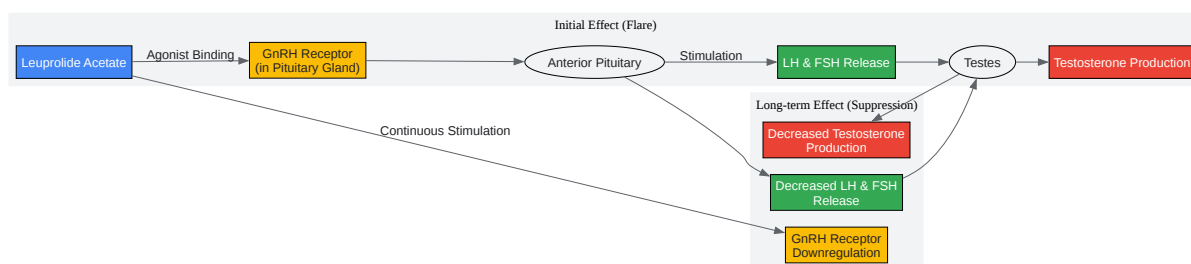 Initial Effect (Flare)
Leuprolide Acetate
Agonist Binding
GnRH Receptor
(in Pituitary Gland)
Anterior Pituitary
Stimulation
LH & FSH Release
Testes
Testosterone Production
Long-term Effect (Suppression)
Continuous Stimulation
Decreased Testosterone
Production
Decreased LH & FSH
Release
GnRH Receptor
Downregulation